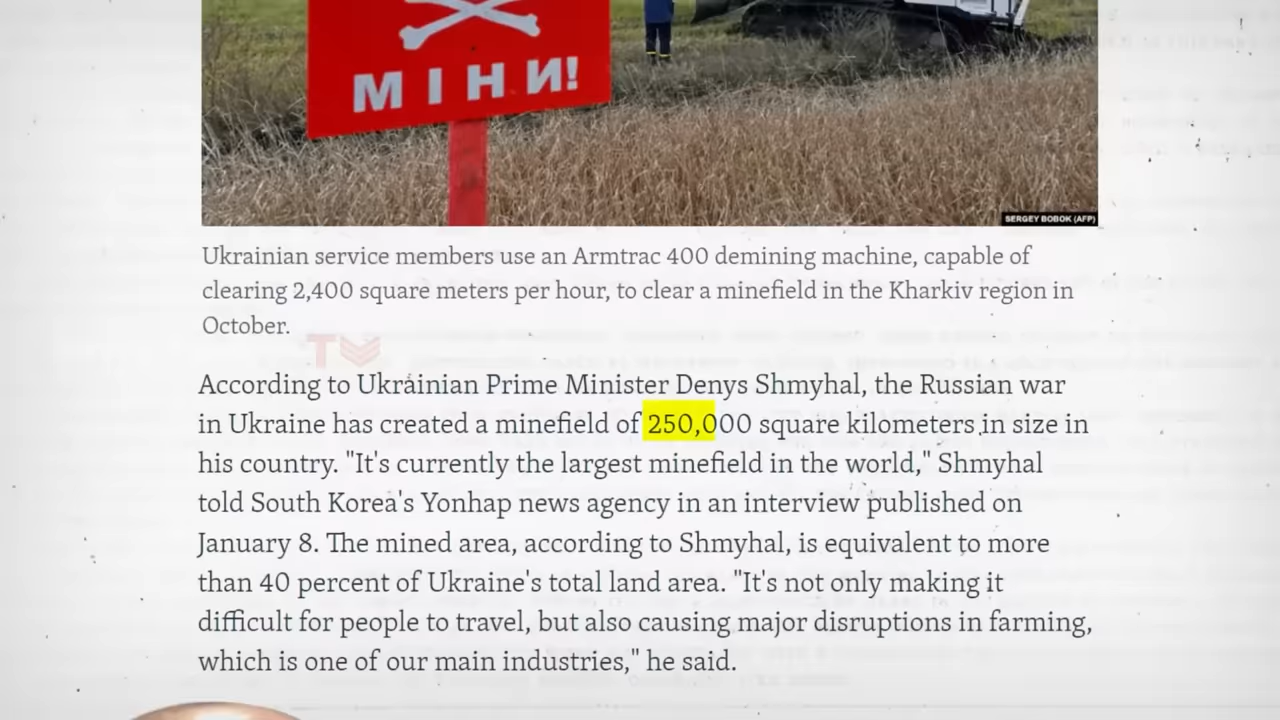 МІНИ!
SERGEY BOBOK (AFP)
Ukrainian service members use an Armtrac 400 demining machine, capable of
clearing 2,400 square meters per hour, to clear a minefield in the Kharkiv region in
October.
According to Ukrainian Prime Minister Denys Shmyhal, the Russian war
in Ukraine has created a minefield of 250,000 square kilometers in size in
his country. "It's currently the largest minefield in the world," Shmyhal
told South Korea's Yonhap news agency in an interview published on
January 8. The mined area, according to Shmyhal, is equivalent to more
than 40 percent of Ukraine's total land area. "It's not only making it
difficult for people to travel, but also causing major disruptions in farming,
which is one of our main industries," he said.